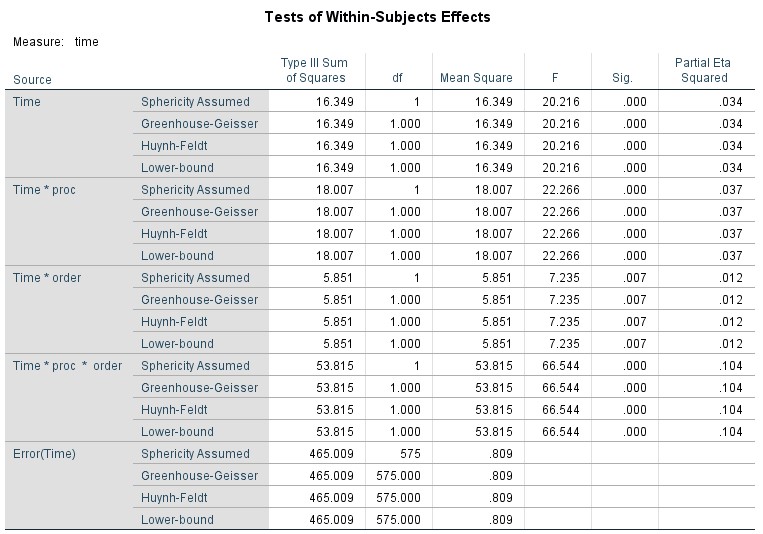 Tests of Within-Subjects Effects
Measure: time
Source Type III Sum of Squares df Mean Square F Sig. Partial Eta Squared
Time Sphericity Assumed 16.349 1 16.349 20.216 .000 .034
Greenhouse-Geisser 16.349 1.000 16.349 20.216 .000 .034
Huynh-Feldt 16.349 1.000 16.349 20.216 .000 .034
Lower-bound 16.349 1.000 16.349 20.216 .000 .034
Time * proc Sphericity Assumed 18.007 1 18.007 22.266 .000 .037
Greenhouse-Geisser 18.007 1.000 18.007 22.266 .000 .037
Huynh-Feldt 18.007 1.000 18.007 22.266 .000 .037
Lower-bound 18.007 1.000 18.007 22.266 .000 .037
Time * order Sphericity Assumed 5.851 1 5.851 7.235 .007 .012
Greenhouse-Geisser 5.851 1.000 5.851 7.235 .007 .012
Huynh-Feldt 5.851 1.000 5.851 7.235 .007 .012
Lower-bound 5.851 1.000 5.851 7.235 .007 .012
Time * proc * order Sphericity Assumed 53.815 1 53.815 66.544 .000 .104
Greenhouse-Geisser 53.815 1.000 53.815 66.544 .000 .104
Huynh-Feldt 53.815 1.000 53.815 66.544 .000 .104
Lower-bound 53.815 1.000 53.815 66.544 .000 .104
Error(Time) Sphericity Assumed 465.009 575 .809
Greenhouse-Geisser 465.009 575.000 .809
Huynh-Feldt 465.009 575.000 .809
Lower-bound 465.009 575.000 .809